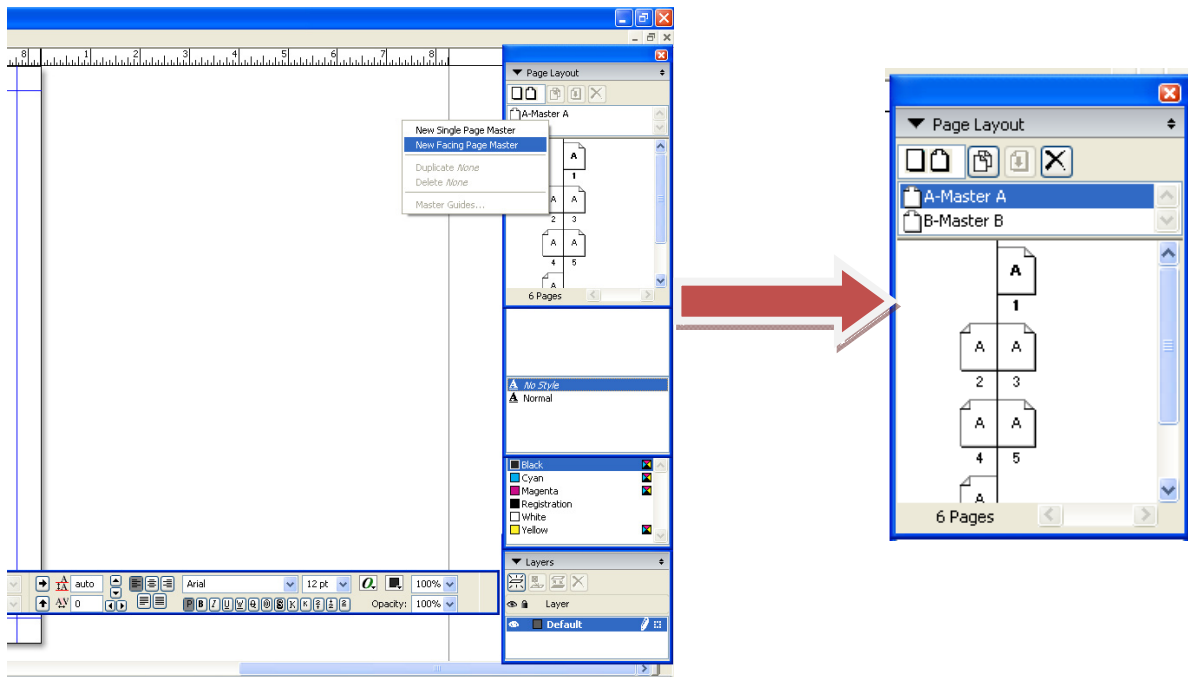 8 1 2 3 4 5 6 7 8
Page Layout
A-Master A
New Single Page Master
New Facing Page Master
Duplicate None
Delete None
Master Guides...
A
1
A A
2 3
A A
4 5
A
6 Pages
A No Style
A Normal
Black
Cyan
Magenta
Registration
White
Yellow
Layers
Layer
Default
auto
Arial
12 pt
Q
100%
AV 0
P B I U W
K K
Opacity: 100%
Page Layout
A-Master A
B-Master B
A
1
A A
2 3
A A
4 5
A
6 Pages